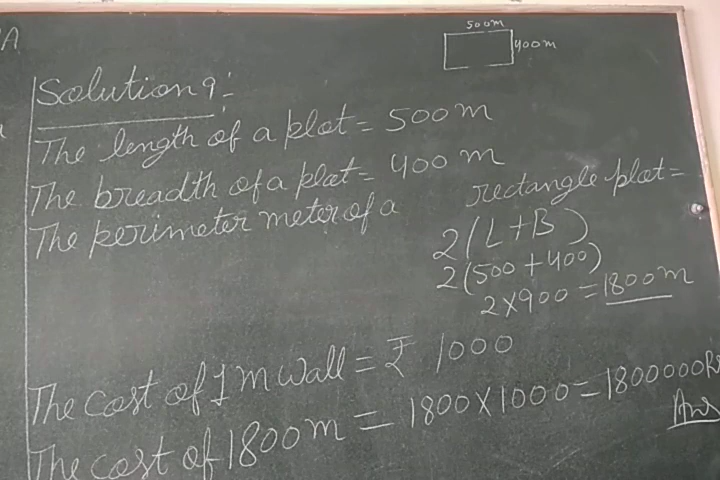 A
500m
400m
Solution 9:-
The length of a plot = 500m
The breadth of a plot = 400 m
The perimeter meter of a rectangle plot =
2(L+B)
2(500+400)
2×900 = 1800m
The cost of 1 m wall = ₹ 1000
The cost of 1800m = 1800×1000 = 1800000Rs
Ans